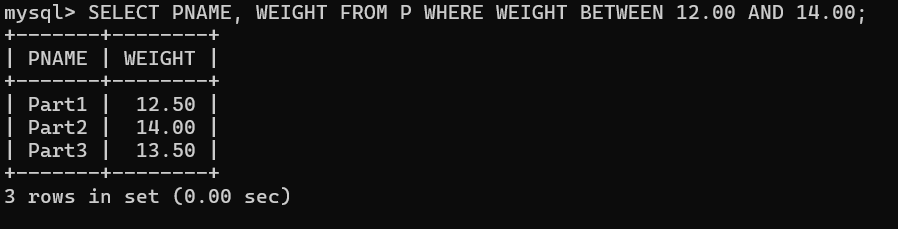 mysql> SELECT PNAME, WEIGHT FROM P WHERE WEIGHT BETWEEN 12.00 AND 14.00;
+-------+--------+
| PNAME | WEIGHT |
+-------+--------+
| Part1 |  12.50 |
| Part2 |  14.00 |
| Part3 |  13.50 |
+-------+--------+
3 rows in set (0.00 sec)